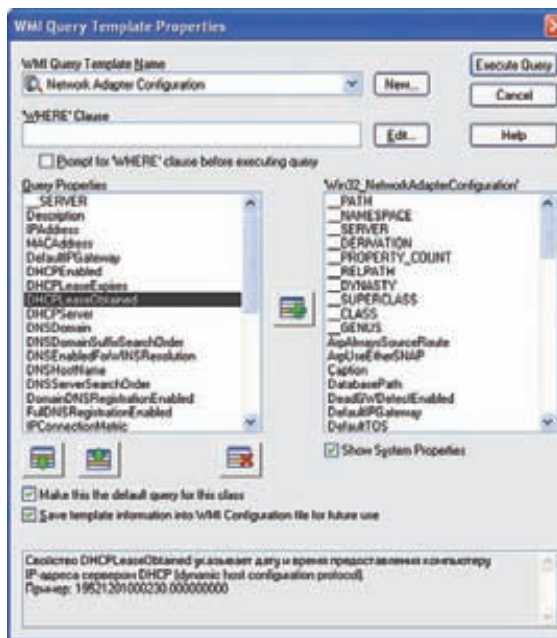 WMI Query Template Properties
WMI Query Template Name
Network Adapter Configuration
New...
Execute Query
Cancel
'WHERE' Clause
Edit...
Help
Prompt for 'WHERE' clause before executing query
Query Properties
__SERVER
Description
IPAddress
MACAddress
DefaultIPGateway
DHCPEnabled
DHCPLeaseExpires
DHCPLeaseObtained
DHCPServer
DNSDomain
DNSDomainSuffixSearchOrder
DNSEnabledForWINSResolution
DNSHostName
DNSServerSearchOrder
DomainDNSRegistrationEnabled
FullDNSRegistrationEnabled
IPConnectionMetric
'Win32_NetworkAdapterConfiguration'
__PATH
__NAMESPACE
__SERVER
__DERIVATION
__PROPERTY_COUNT
__RELPATH
__DYNASTY
__SUPERCLASS
__CLASS
__GENUS
ArpAlwaysSourceRoute
ArpUseEtherSNAP
Caption
DatabasePath
DeadGWDetectEnabled
DefaultIPGateway
DefaultTOS
Show System Properties
Make this the default query for this class
Save template information into WMI Configuration file for future use
Свойство DHCPLeaseObtained указывает дату и время предоставления компьютеру
IP-адреса сервером DHCP (dynamic host configuration protocol).
Пример: 19521201000230.000000000